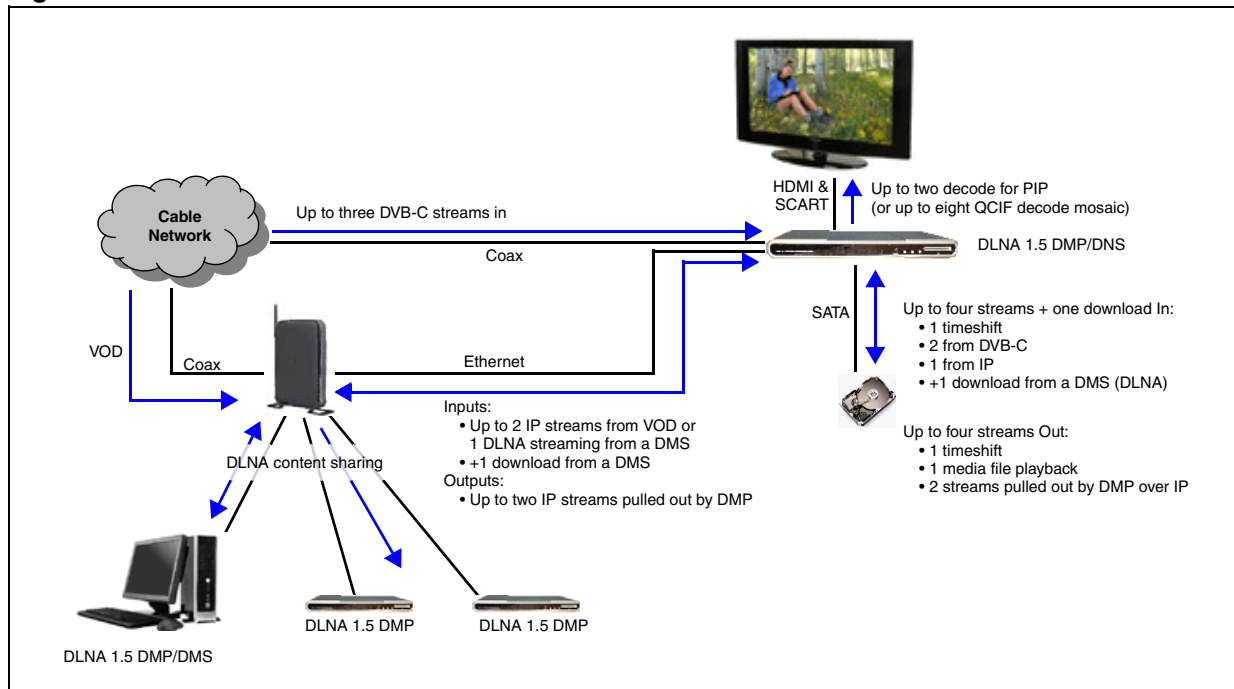 HDMI &
SCART
Up to two decode for PIP
(or up to eight QCIF decode mosaic)
Cable
Network
Up to three DVB-C streams in
Coax
DLNA 1.5 DMP/DNS
SATA
Up to four streams + one download In:
• 1 timeshift
• 2 from DVB-C
• 1 from IP
• +1 download from a DMS (DLNA)
VOD
Coax
Ethernet
Inputs:
• Up to 2 IP streams from VOD or
1 DLNA streaming from a DMS
• +1 download from a DMS
Outputs:
• Up to two IP streams pulled out by DMP
Up to four streams Out:
• 1 timeshift
• 1 media file playback
• 2 streams pulled out by DMP over IP
DLNA content sharing
DLNA 1.5 DMP
DLNA 1.5 DMP
DLNA 1.5 DMP/DMS